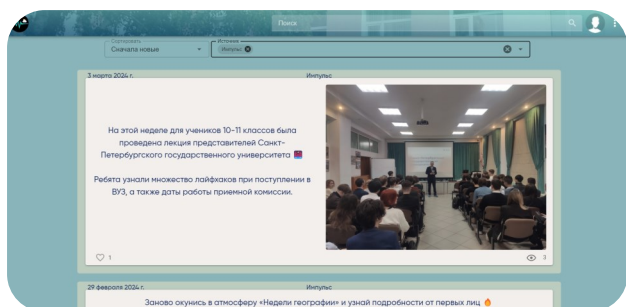 Поиск
Сортировать
Сначала новые
Источник
Импульс
3 марта 2024 г.
Импульс
На этой неделе для учеников 10-11 классов была
проведена лекция представителей Санкт-
Петербургского государственного университета
Ребята узнали множество лайфхаков при поступлении в
ВУЗ, а также даты работы приемной комиссии.
1
3
29 февраля 2024 г.
Импульс
Заново окунись в атмосферу «Недели географии» и узнай подробности от первых лиц